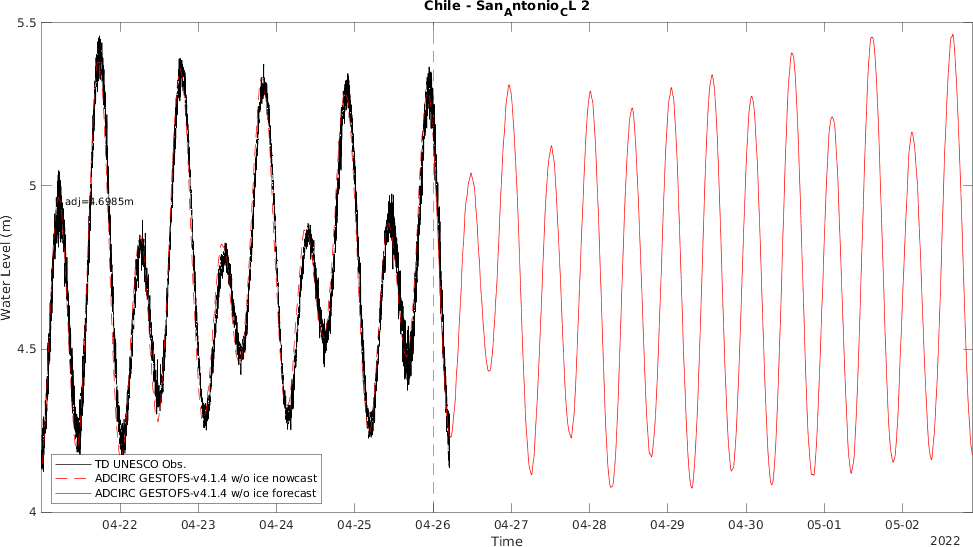 Chile - San_Antonio_CL 2
5.5
5
4.5
4
Water Level (m)
adj=4.6985m
TD UNESCO Obs.
ADCIRC GESTOFS-v4.1.4 w/o ice nowcast
ADCIRC GESTOFS-v4.1.4 w/o ice forecast
04-22 04-23 04-24 04-25 04-26 04-27 04-28 04-29 04-30 05-01 05-02
Time
2022